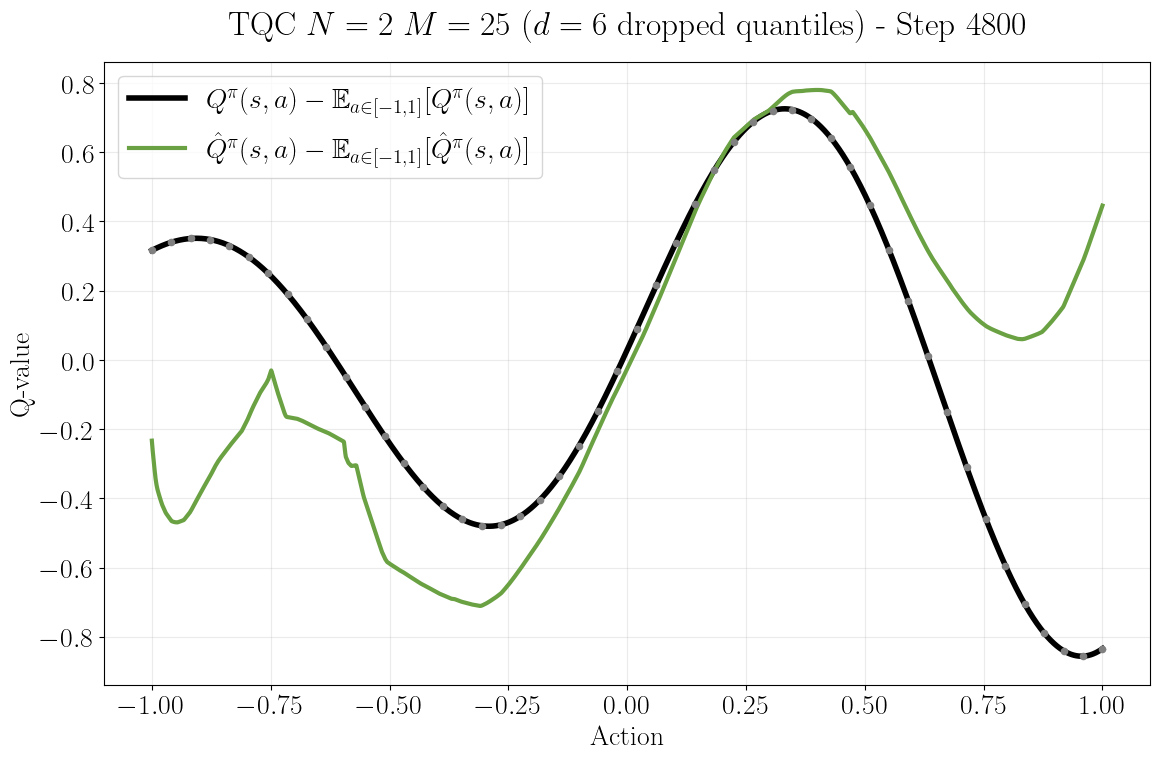 TQC N = 2 M = 25 (d = 6 dropped quantiles) - Step 4800
Q^π(s, a) − 𝔼_{a∈[−1,1]}[Q^π(s, a)]
Q̂^π(s, a) − 𝔼_{a∈[−1,1]}[Q̂^π(s, a)]
0.8
0.6
0.4
0.2
0.0
−0.2
−0.4
−0.6
−0.8
Q-value
−1.00 −0.75 −0.50 −0.25 0.00 0.25 0.50 0.75 1.00
Action